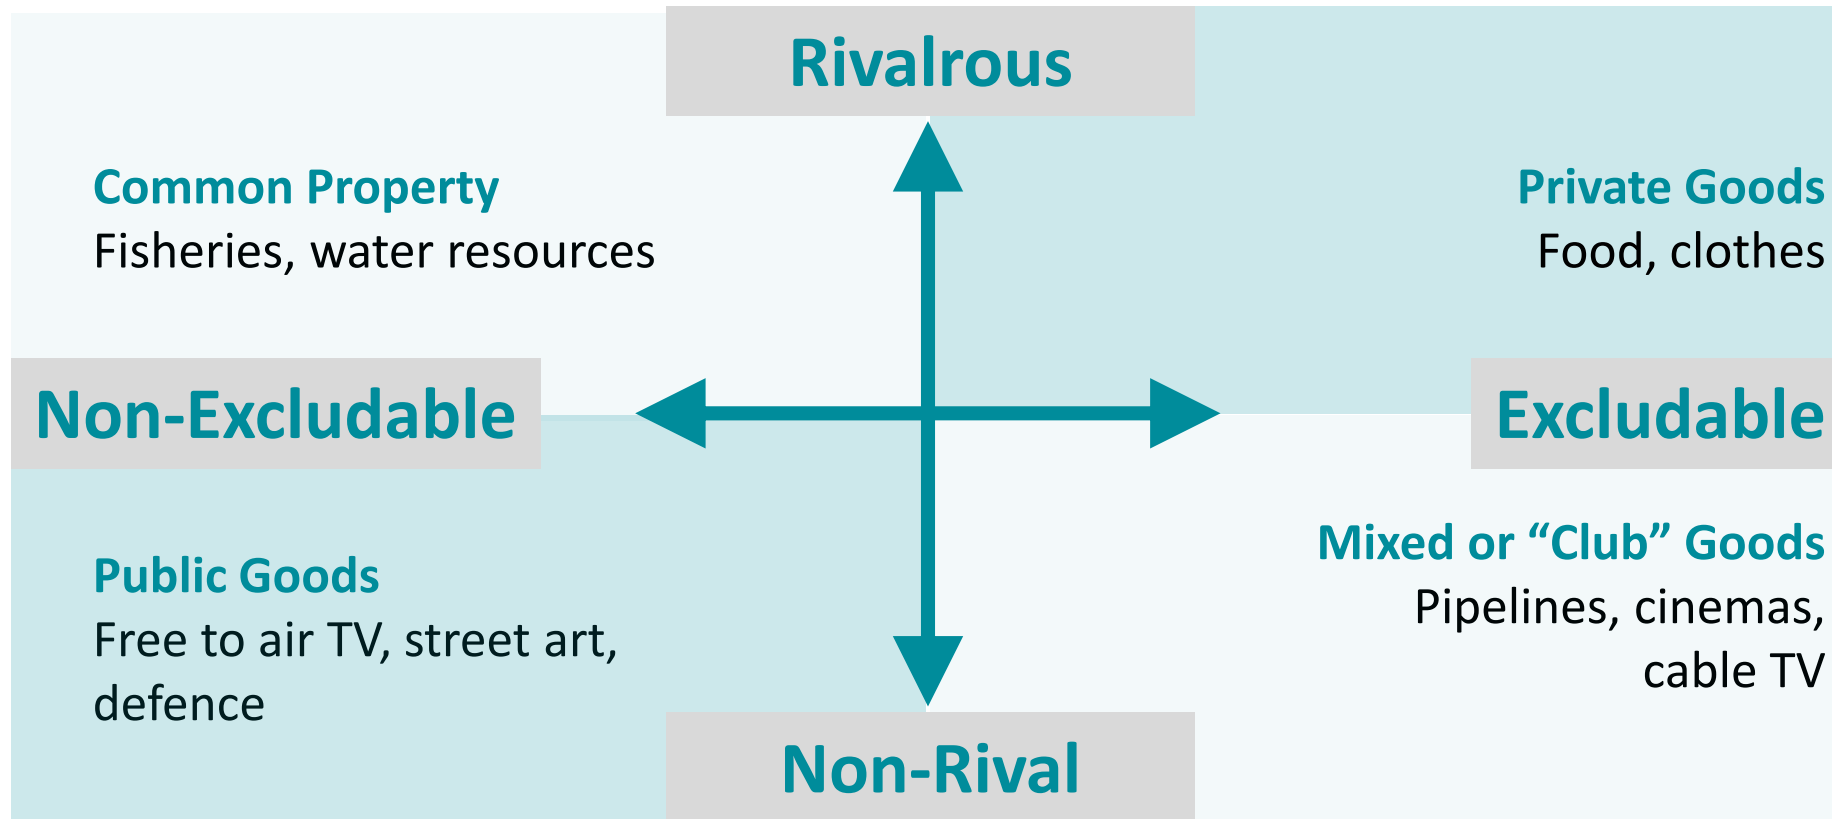 Rivalrous
Common Property
Fisheries, water resources
Private Goods
Food, clothes
Non-Excludable
Excludable
Public Goods
Free to air TV, street art,
defence
Mixed or “Club” Goods
Pipelines, cinemas,
cable TV
Non-Rival